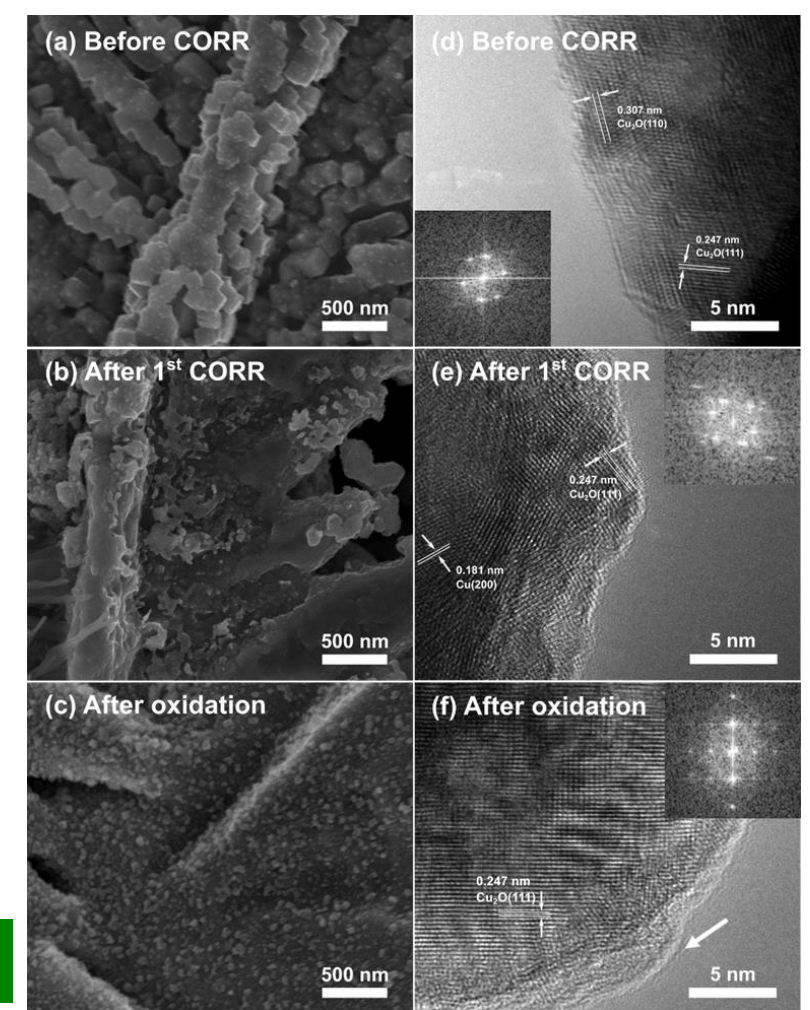 (a) Before CORR
500 nm
(d) Before CORR
0.307 nm
Cu₂O(110)
0.247 nm
Cu₂O(111)
5 nm
(b) After 1ˢᵗ CORR
500 nm
(e) After 1ˢᵗ CORR
0.247 nm
Cu₂O(111)
0.181 nm
Cu(200)
5 nm
(c) After oxidation
500 nm
(f) After oxidation
0.247 nm
Cu₂O(111)
5 nm